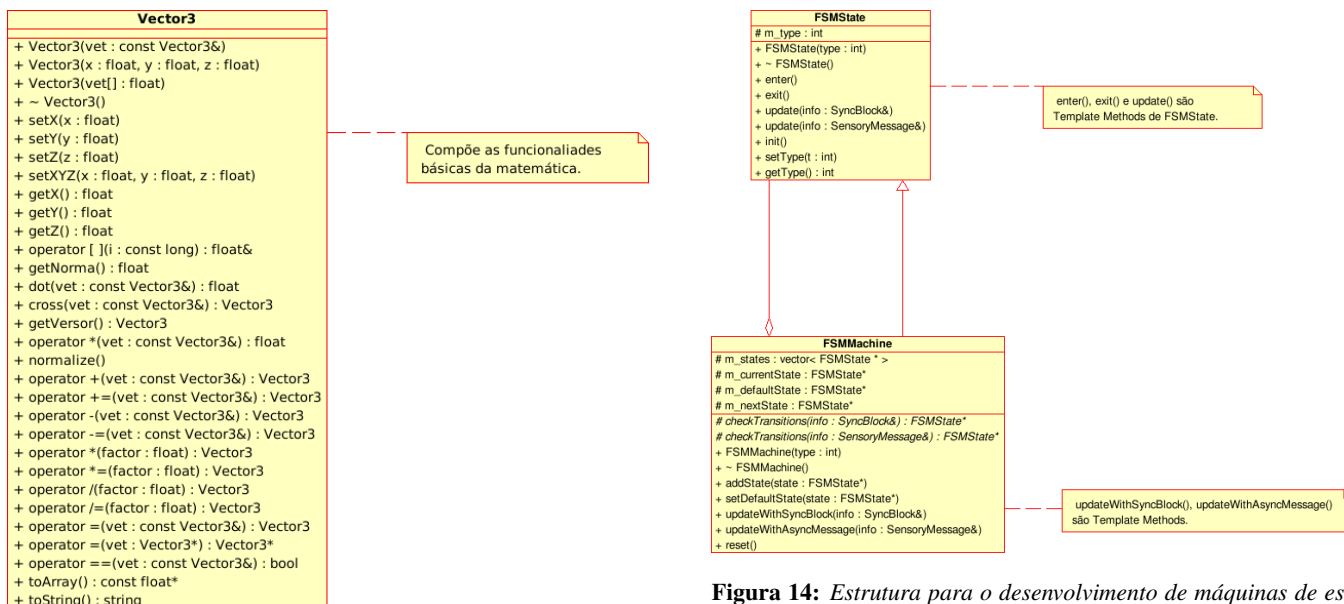 Vector3
+ Vector3(vet : const Vector3&)
+ Vector3(x : float, y : float, z : float)
+ Vector3(vet[] : float)
+ ~ Vector3()
+ setX(x : float)
+ setY(y : float)
+ setZ(z : float)
+ setXYZ(x : float, y : float, z : float)
+ getX() : float
+ getY() : float
+ getZ() : float
+ operator [ ](i : const long) : float&
+ getNorma() : float
+ dot(vet : const Vector3&) : float
+ cross(vet : const Vector3&) : Vector3
+ getVersor() : Vector3
+ operator *(vet : const Vector3&) : float
+ normalize()
+ operator +(vet : const Vector3&) : Vector3
+ operator +=(vet : const Vector3&) : Vector3
+ operator -(vet : const Vector3&) : Vector3
+ operator -=(vet : const Vector3&) : Vector3
+ operator *(factor : float) : Vector3
+ operator *=(factor : float) : Vector3
+ operator /(factor : float) : Vector3
+ operator /=(factor : float) : Vector3
+ operator =(vet : const Vector3&) : Vector3
+ operator =(vet : Vector3*) : Vector3*
+ operator ==(vet : const Vector3&) : bool
+ toArray() : const float*
+ toString() : string
Compõe as funcionaliades
básicas da matemática.
FSMState
# m_type : int
+ FSMState(type : int)
+ ~ FSMState()
+ enter()
+ exit()
+ update(info : SyncBlock&)
+ update(info : SensoryMessage&)
+ init()
+ setType(t : int)
+ getType() : int
enter(), exit() e update() são
Template Methods de FSMState.
FSMMachine
# m_states : vector< FSMState * >
# m_currentState : FSMState*
# m_defaultState : FSMState*
# m_nextState : FSMState*
# checkTransitions(info : SyncBlock&) : FSMState*
# checkTransitions(info : SensoryMessage&) : FSMState*
+ FSMMachine(type : int)
+ ~ FSMMachine()
+ addState(state : FSMState*)
+ setDefaultState(state : FSMState*)
+ updateWithSyncBlock(info : SyncBlock&)
+ updateWithAsyncMessage(info : SensoryMessage&)
+ reset()
updateWithSyncBlock(), updateWithAsyncMessage()
são Template Methods.
Figura 14: Estrutura para o desenvolvimento de máquinas de es